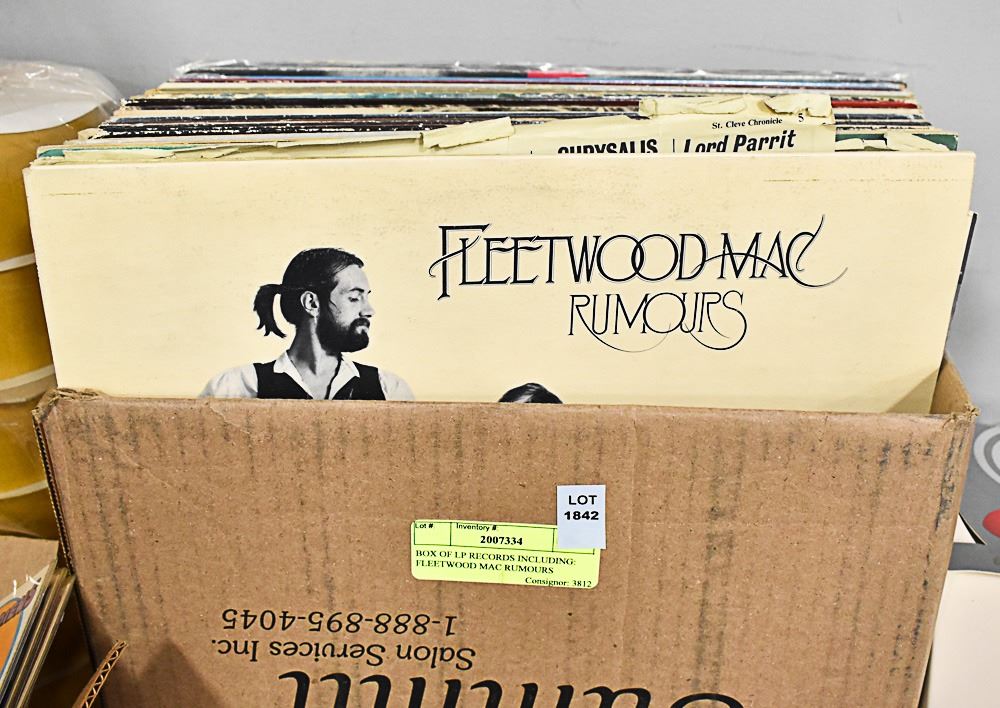 St. Cleve Chronicle 5
CHRYSALIS Lord Parrit
FLEETWOOD MAC
RUMOURS
LOT
1842
Lot #: Inventory #:
2007334
BOX OF LP RECORDS INCLUDING:
FLEETWOOD MAC RUMOURS
Consignor: 3812
1-888-895-4045
Salon Services Inc.